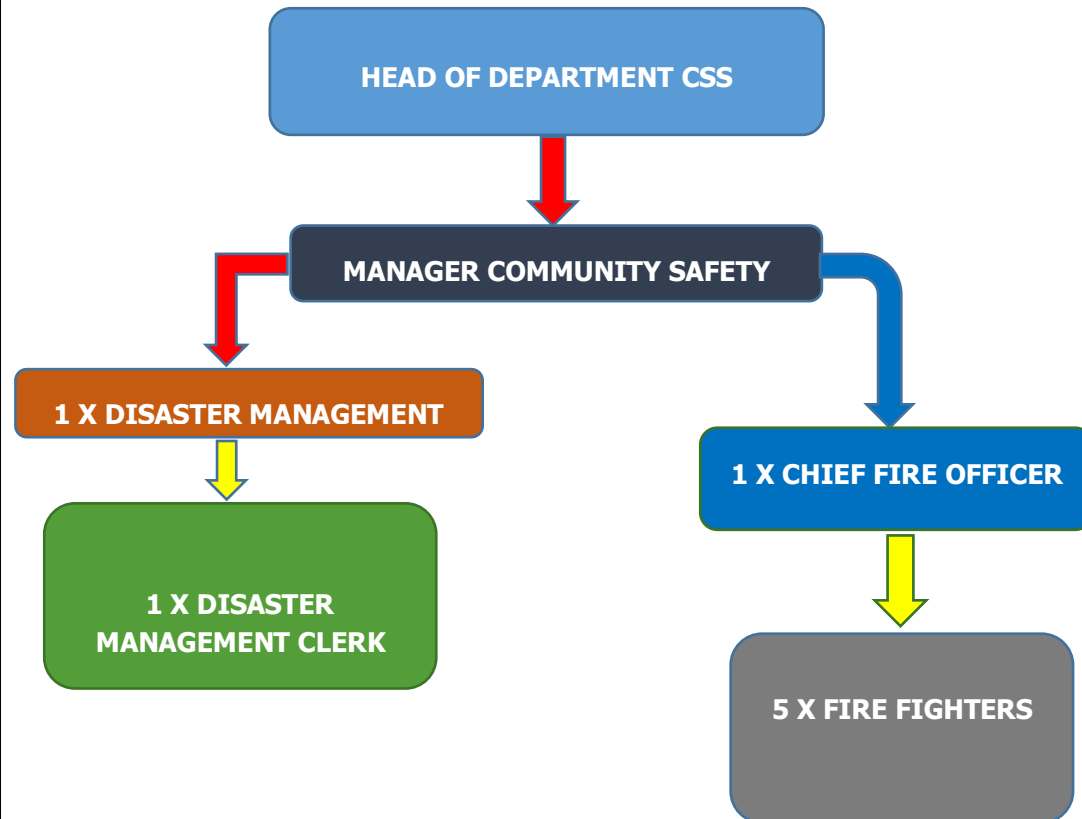 HEAD OF DEPARTMENT CSS
MANAGER COMMUNITY SAFETY
1 X DISASTER MANAGEMENT
1 X CHIEF FIRE OFFICER
1 X DISASTER
MANAGEMENT CLERK
5 X FIRE FIGHTERS